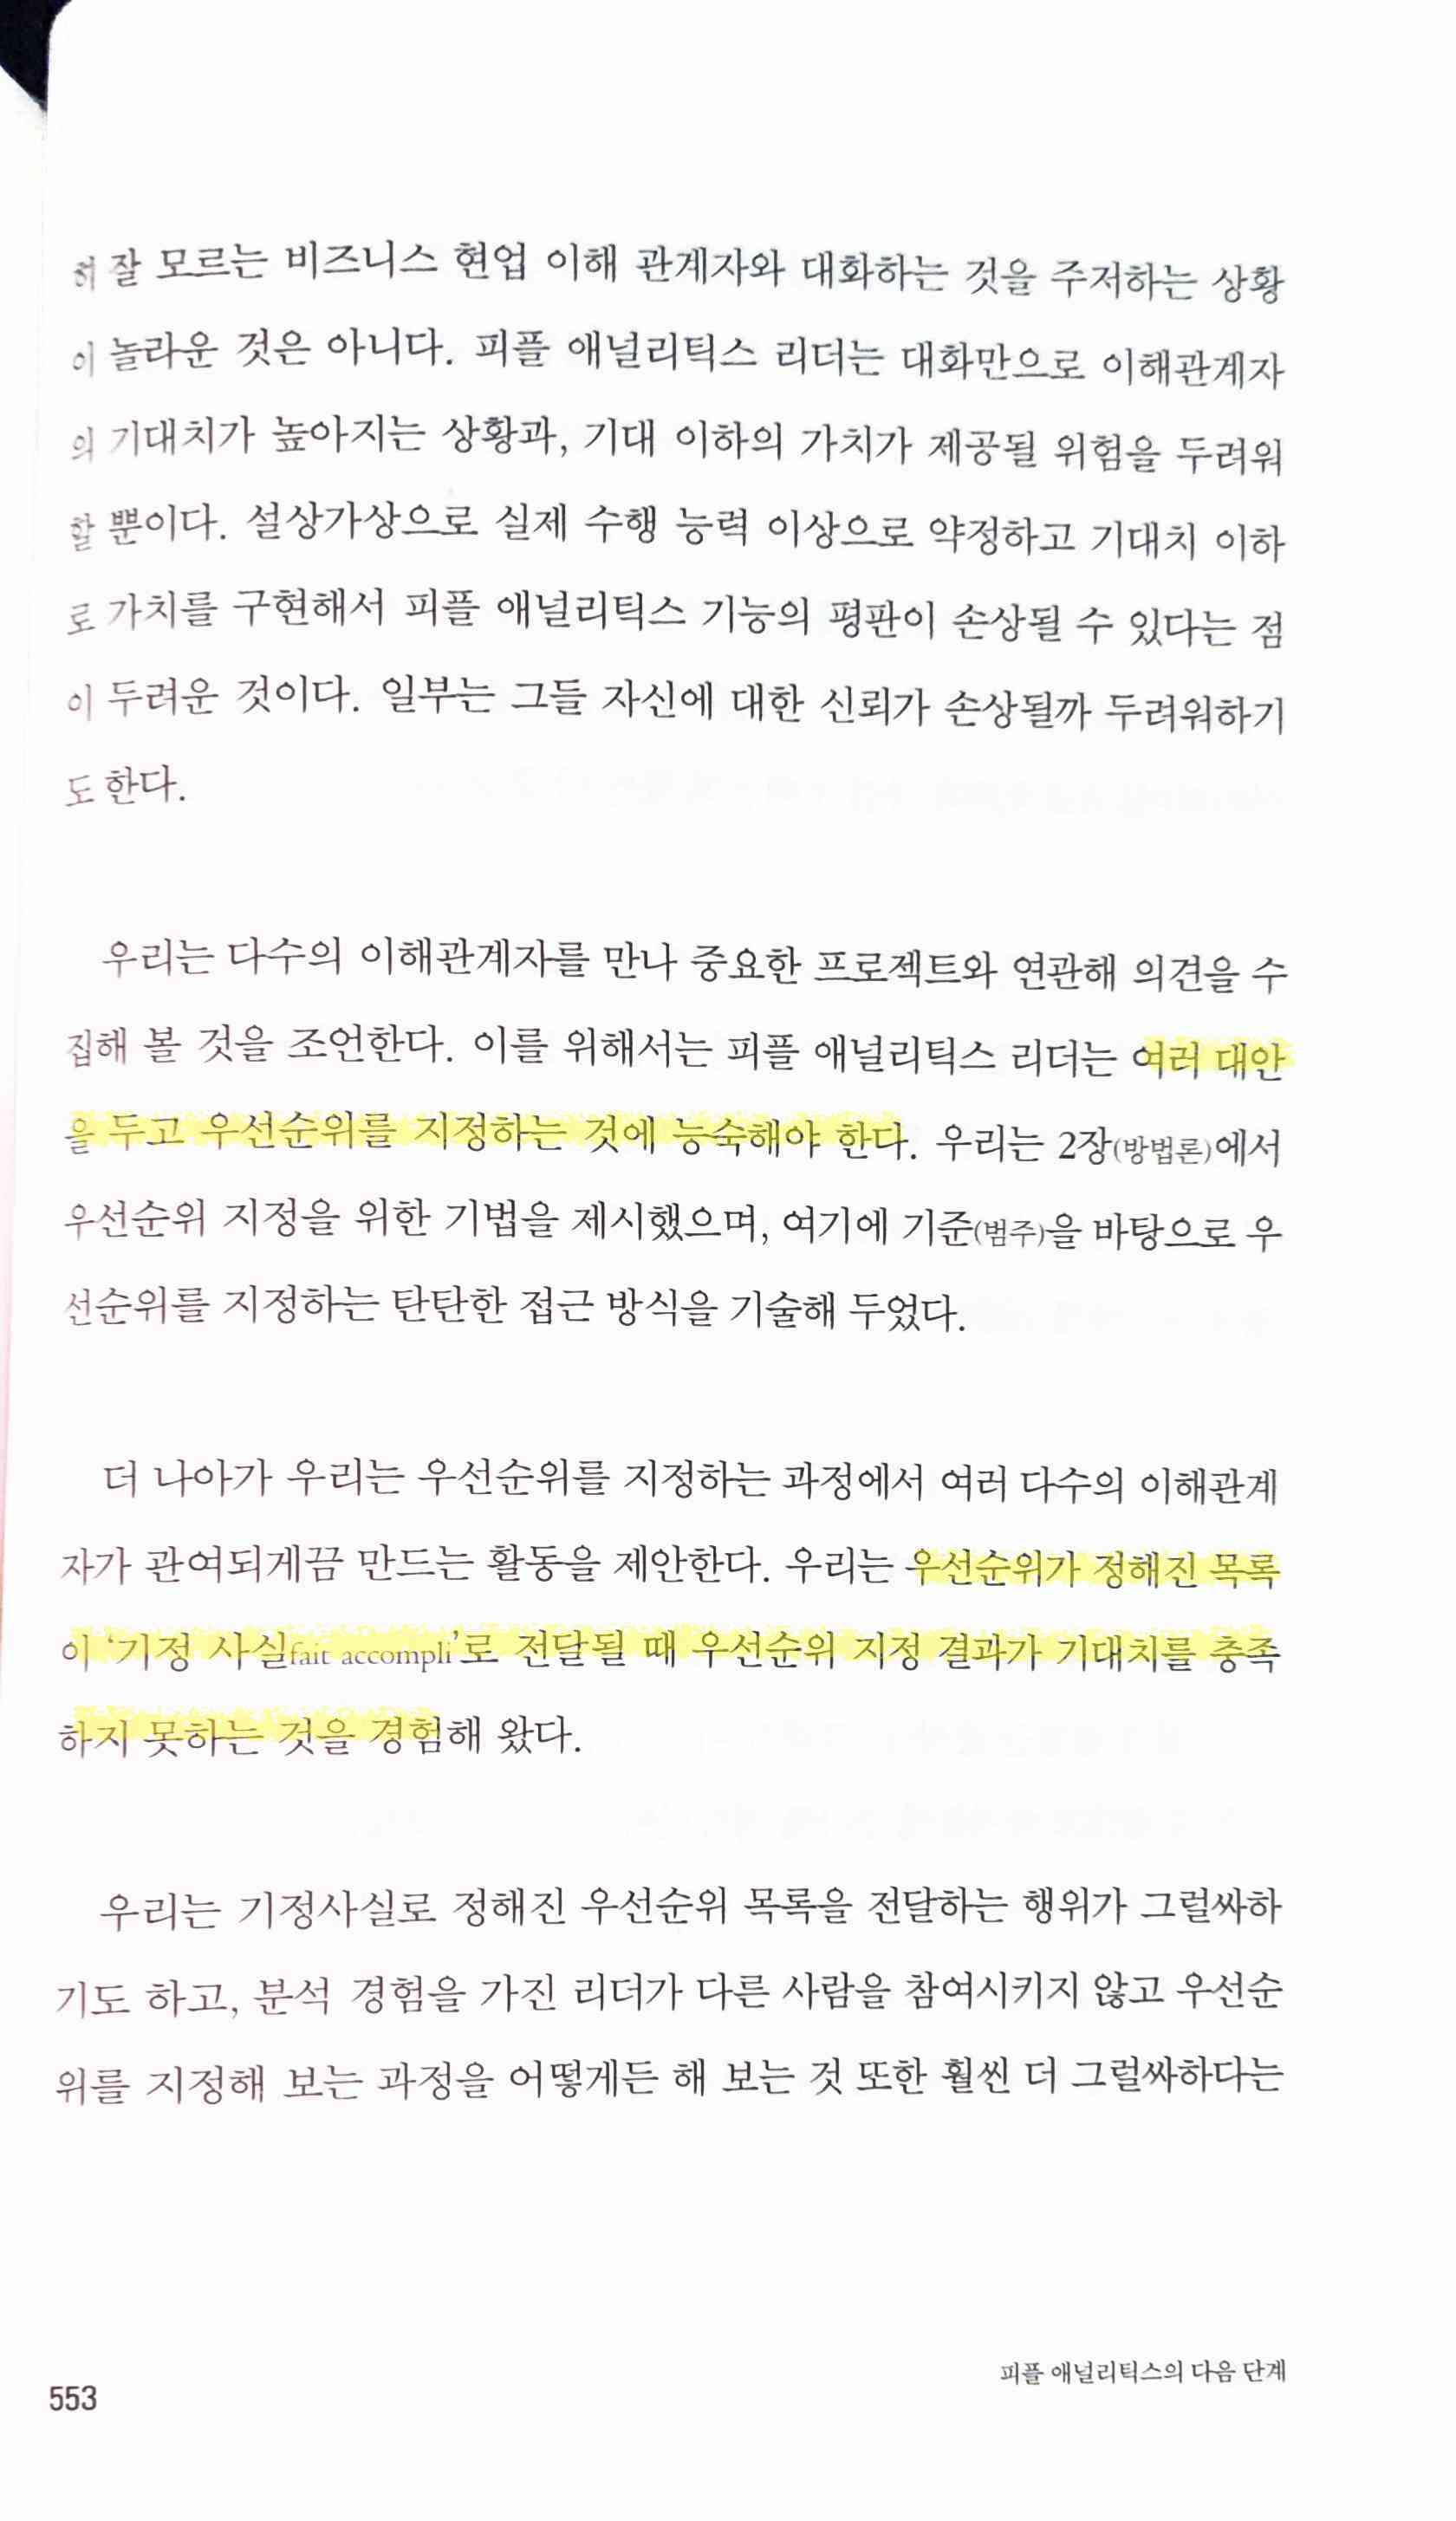 히 잘 모르는 비즈니스 현업 이해 관계자와 대화하는 것을 주저하는 상황
이 놀라운 것은 아니다. 피플 애널리틱스 리더는 대화만으로 이해관계자
의 기대치가 높아지는 상황과, 기대 이하의 가치가 제공될 위험을 두려워
할 뿐이다. 설상가상으로 실제 수행 능력 이상으로 약정하고 기대치 이하
로 가치를 구현해서 피플 애널리틱스 기능의 평판이 손상될 수 있다는 점
이 두려운 것이다. 일부는 그들 자신에 대한 신뢰가 손상될까 두려워하기
도 한다.
우리는 다수의 이해관계자를 만나 중요한 프로젝트와 연관해 의견을 수
집해 볼 것을 조언한다. 이를 위해서는 피플 애널리틱스 리더는 여러 대안
을 두고 우선순위를 지정하는 것에 능숙해야 한다. 우리는 2장(방법론)에서
우선순위 지정을 위한 기법을 제시했으며, 여기에 기준(범주)을 바탕으로 우
선순위를 지정하는 탄탄한 접근 방식을 기술해 두었다.
더 나아가 우리는 우선순위를 지정하는 과정에서 여러 다수의 이해관계
자가 관여되게끔 만드는 활동을 제안한다. 우리는 우선순위가 정해진 목록
이 ‘기정 사실fait accompli’로 전달될 때 우선순위 지정 결과가 기대치를 충족
하지 못하는 것을 경험해 왔다.
우리는 기정사실로 정해진 우선순위 목록을 전달하는 행위가 그럴싸하
기도 하고, 분석 경험을 가진 리더가 다른 사람을 참여시키지 않고 우선순
위를 지정해 보는 과정을 어떻게든 해 보는 것 또한 훨씬 더 그럴싸하다는
피플 애널리틱스의 다음 단계
553